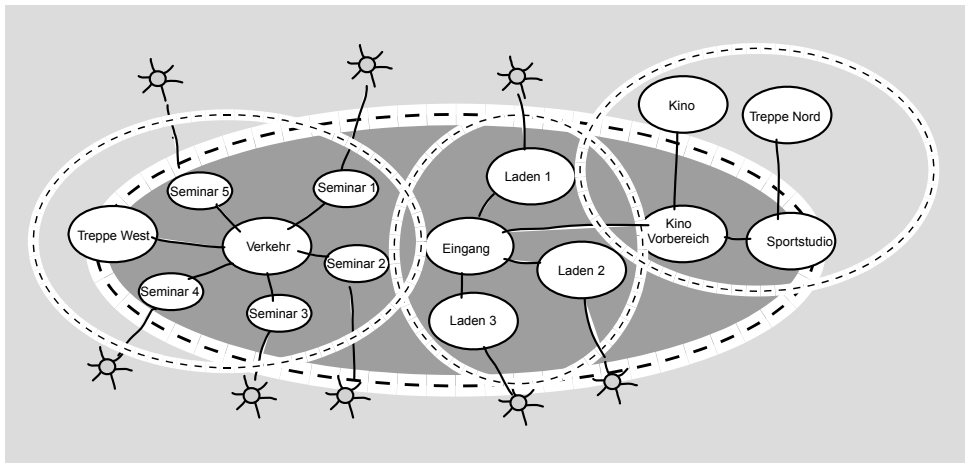 Kino
Treppe Nord
Laden 1
Seminar 5
Seminar 1
Treppe West
Verkehr
Eingang
Kino
Vorbereich
Sportstudio
Seminar 2
Laden 2
Seminar 4
Seminar 3
Laden 3